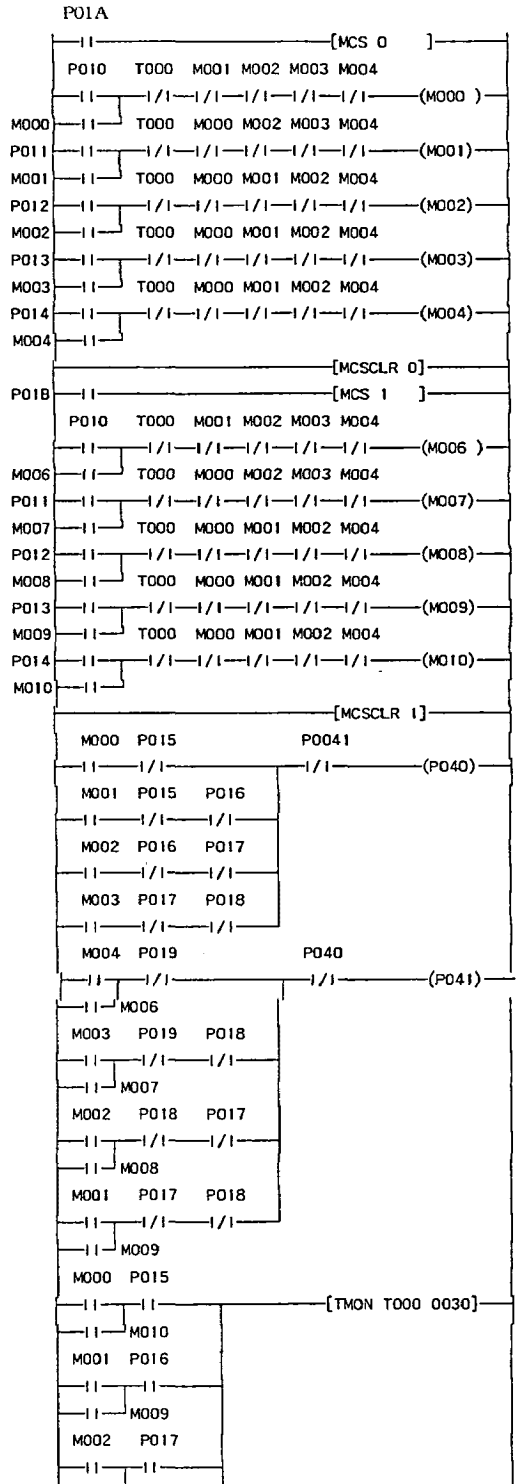 P01A
[MCS 0 ]
P010 T000 M001 M002 M003 M004
(M000 )
M000 T000 M000 M002 M003 M004
P011 (M001)
M001 T000 M000 M001 M002 M004
P012 (M002)
M002 T000 M000 M001 M002 M004
P013 (M003)
M003 T000 M000 M001 M002 M004
P014 (M004)
M004
[MCSCLR 0]
P01B [MCS 1 ]
P010 T000 M001 M002 M003 M004
(M006 )
M006 T000 M000 M002 M003 M004
P011 (M007)
M007 T000 M000 M001 M002 M004
P012 (M008)
M008 T000 M000 M001 M002 M004
P013 (M009)
M009 T000 M000 M001 M002 M004
P014 (M010)
M010
[MCSCLR 1]
M000 P015 P0041
(P040)
M001 P015 P016
M002 P016 P017
M003 P017 P018
M004 P019 P040
(P041)
M006
M003 P019 P018
M007
M002 P018 P017
M008
M001 P017 P018
M009
M000 P015
[TMON T000 0030]
M010
M001 P016
M009
M002 P017